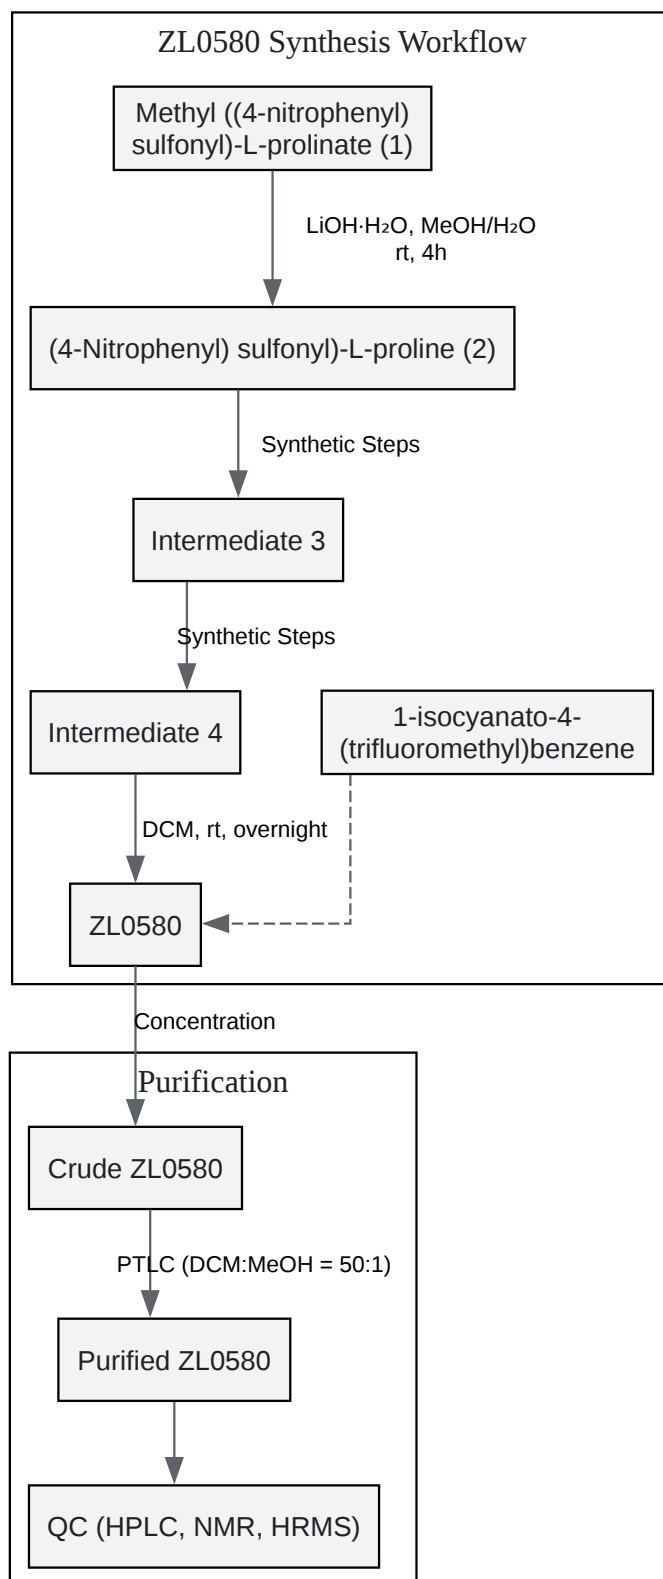 ZL0580 Synthesis Workflow
Methyl ((4-nitrophenyl)
sulfonyl)-L-prolinate (1)
LiOH·H₂O, MeOH/H₂O
rt, 4h
(4-Nitrophenyl) sulfonyl)-L-proline (2)
Synthetic Steps
Intermediate 3
Synthetic Steps
Intermediate 4
1-isocyanato-4-
(trifluoromethyl)benzene
DCM, rt, overnight
ZL0580
Concentration
Purification
Crude ZL0580
PTLC (DCM:MeOH = 50:1)
Purified ZL0580
QC (HPLC, NMR, HRMS)